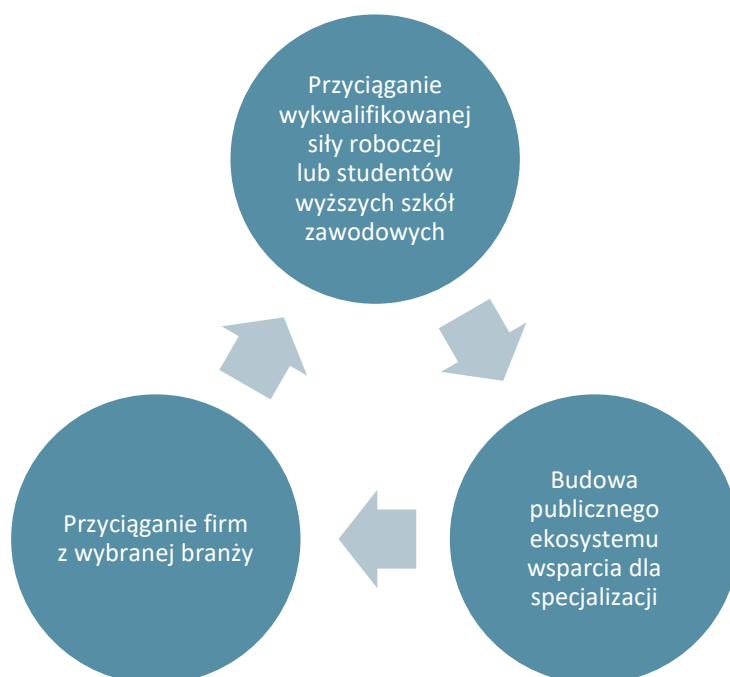 Przyciąganie
wykwalifikowanej
siły roboczej
lub studentów
wyższych szkół
zawodowych
Przyciąganie firm
z wybranej branży
Budowa
publicznego
ekosystemu
wsparcia dla
specjalizacji